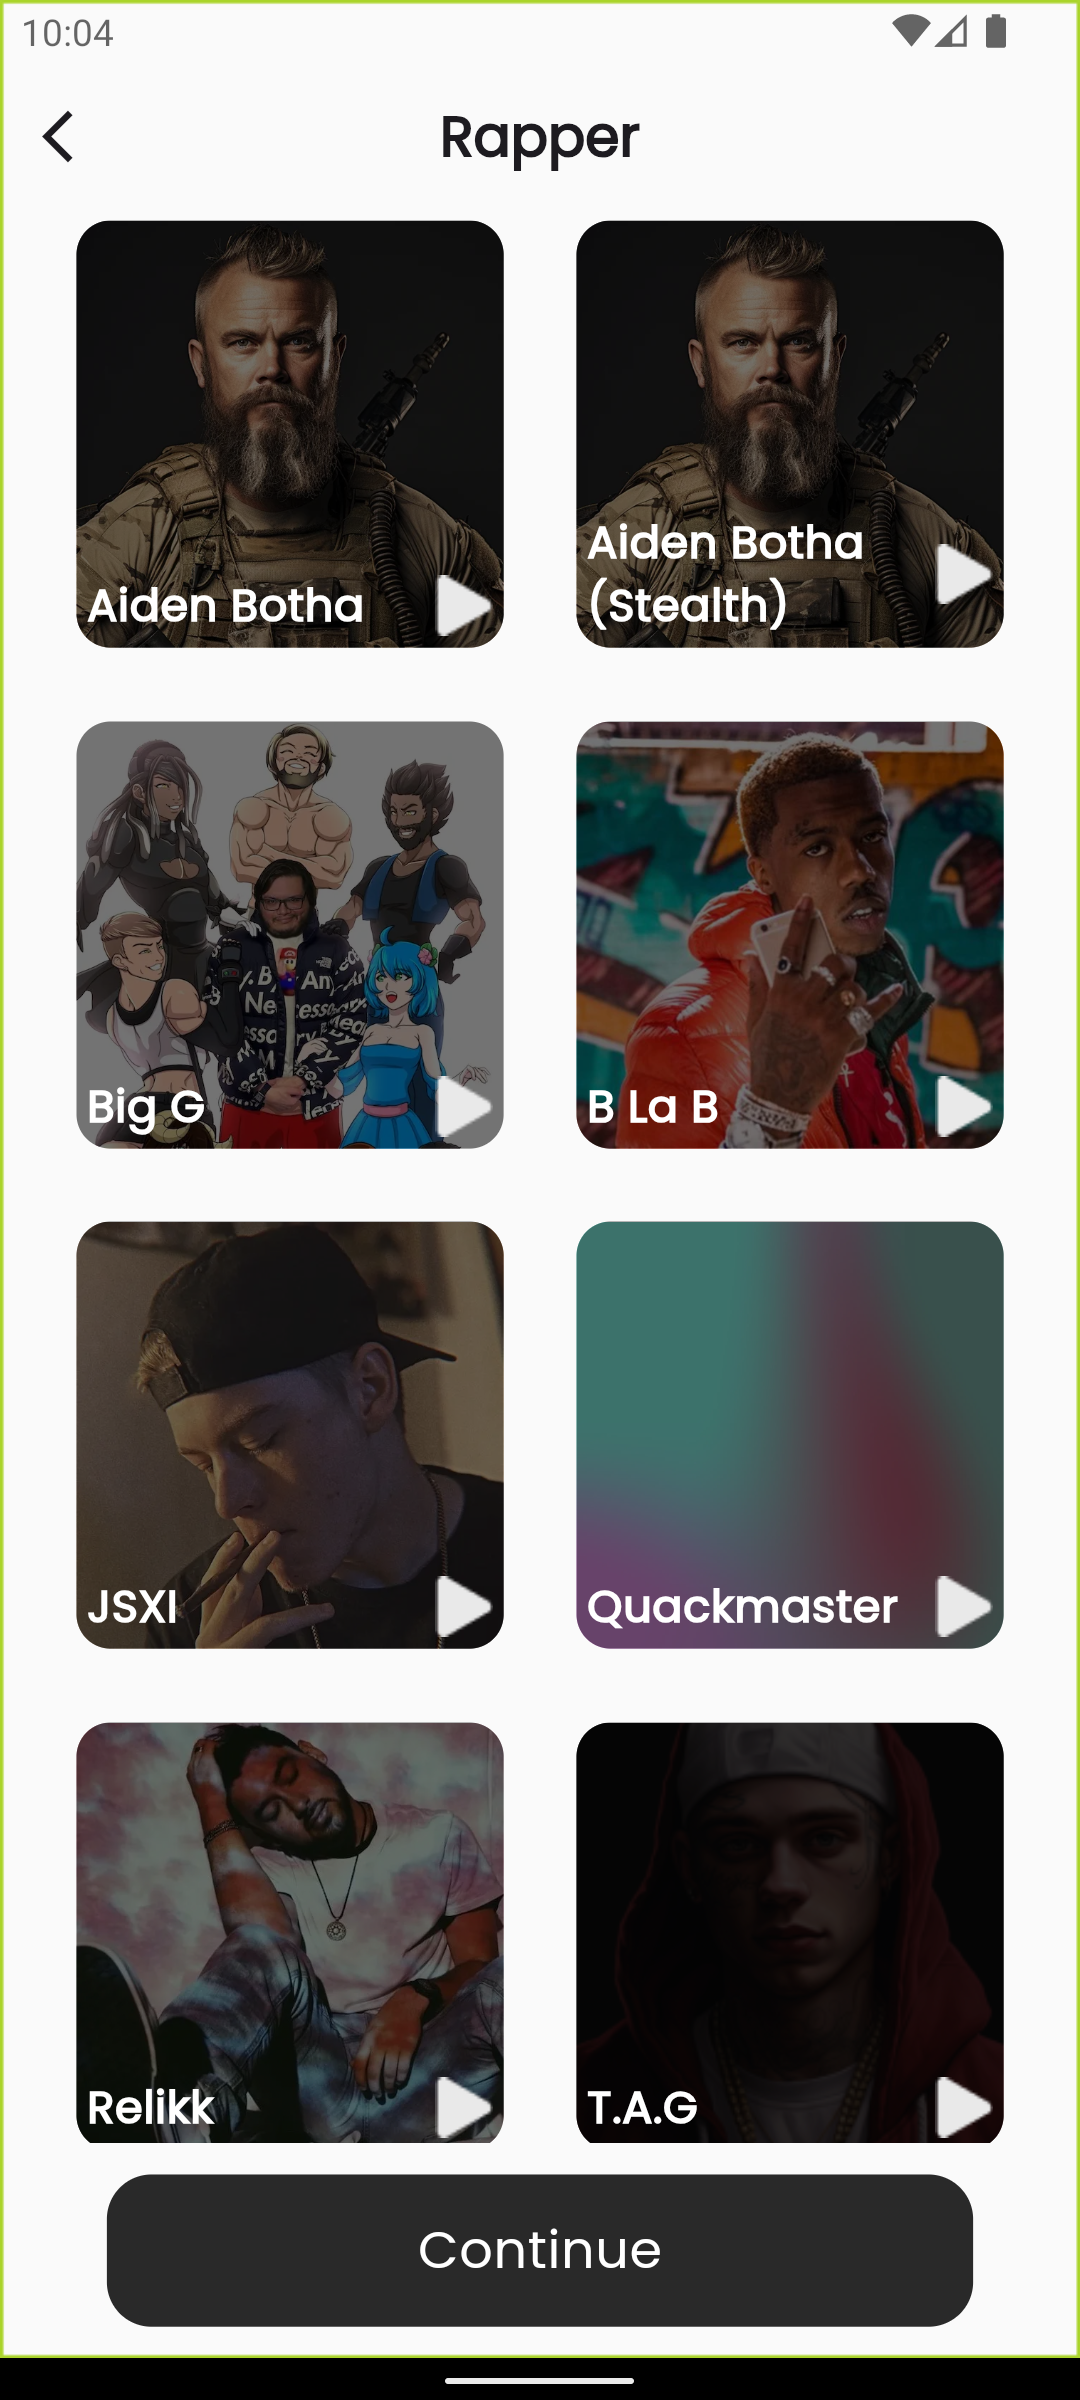 10:04
Rapper
Aiden Botha
Aiden Botha
(Stealth)
Big G
B La B
JSXI
Quackmaster
Relikk
T.A.G
Continue